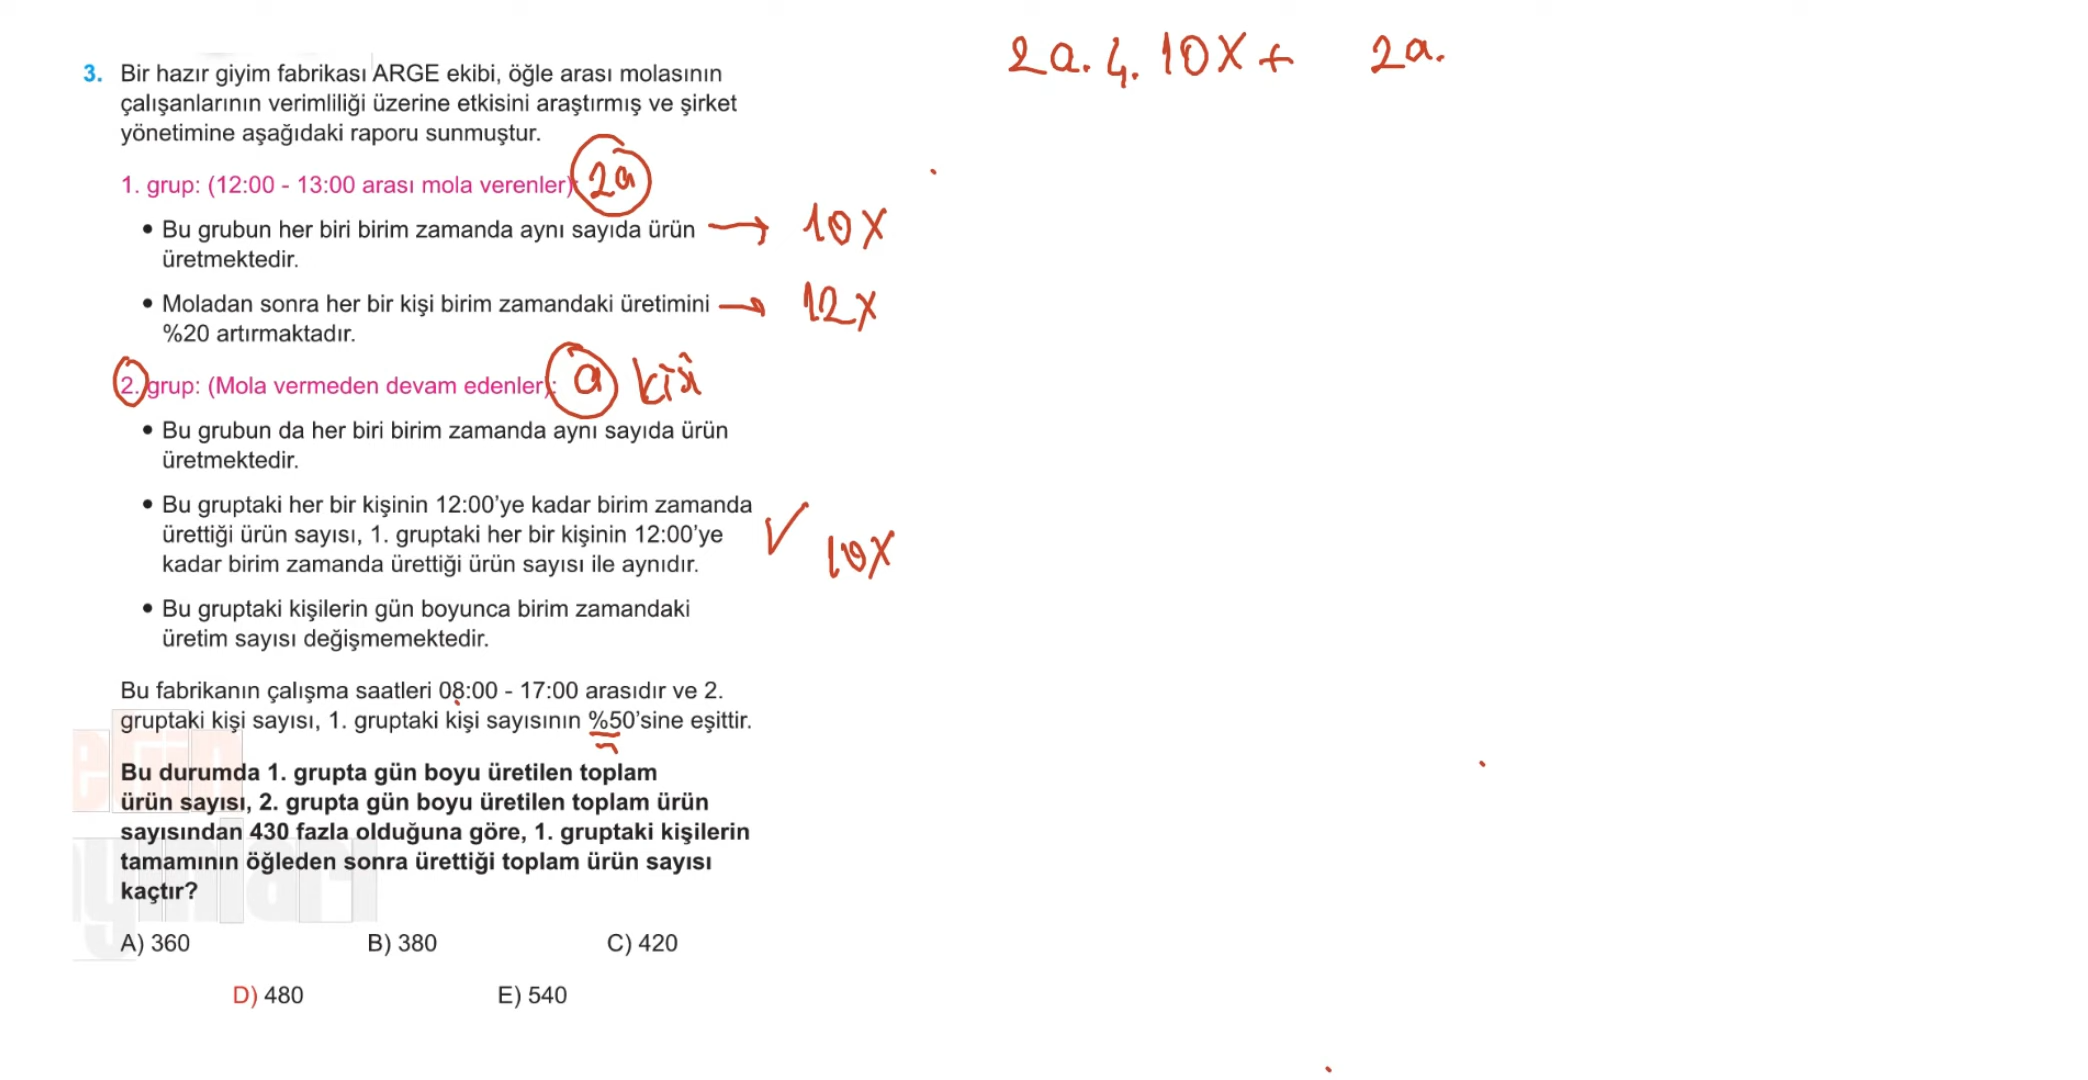 2a. 4. 10x + 2a.
3. Bir hazır giyim fabrikası ARGE ekibi, öğle arası molasının
çalışanlarının verimliliği üzerine etkisini araştırmış ve şirket
yönetimine aşağıdaki raporu sunmuştur.
1. grup: (12:00 - 13:00 arası mola verenler): 2a
• Bu grubun her biri birim zamanda aynı sayıda ürün → 10x
üretmektedir.
• Moladan sonra her bir kişi birim zamandaki üretimini → 12x
%20 artırmaktadır.
2. grup: (Mola vermeden devam edenler): a kişi
• Bu grubun da her biri birim zamanda aynı sayıda ürün
üretmektedir.
• Bu gruptaki her bir kişinin 12:00'ye kadar birim zamanda
ürettiği ürün sayısı, 1. gruptaki her bir kişinin 12:00'ye ✓ 10x
kadar birim zamanda ürettiği ürün sayısı ile aynıdır.
• Bu gruptaki kişilerin gün boyunca birim zamandaki
üretim sayısı değişmemektedir.
Bu fabrikanın çalışma saatleri 08:00 - 17:00 arasıdır ve 2.
gruptaki kişi sayısı, 1. gruptaki kişi sayısının %50'sine eşittir.
Bu durumda 1. grupta gün boyu üretilen toplam
ürün sayısı, 2. grupta gün boyu üretilen toplam ürün
sayısından 430 fazla olduğuna göre, 1. gruptaki kişilerin
tamamının öğleden sonra ürettiği toplam ürün sayısı
kaçtır?
A) 360 B) 380 C) 420
D) 480 E) 540